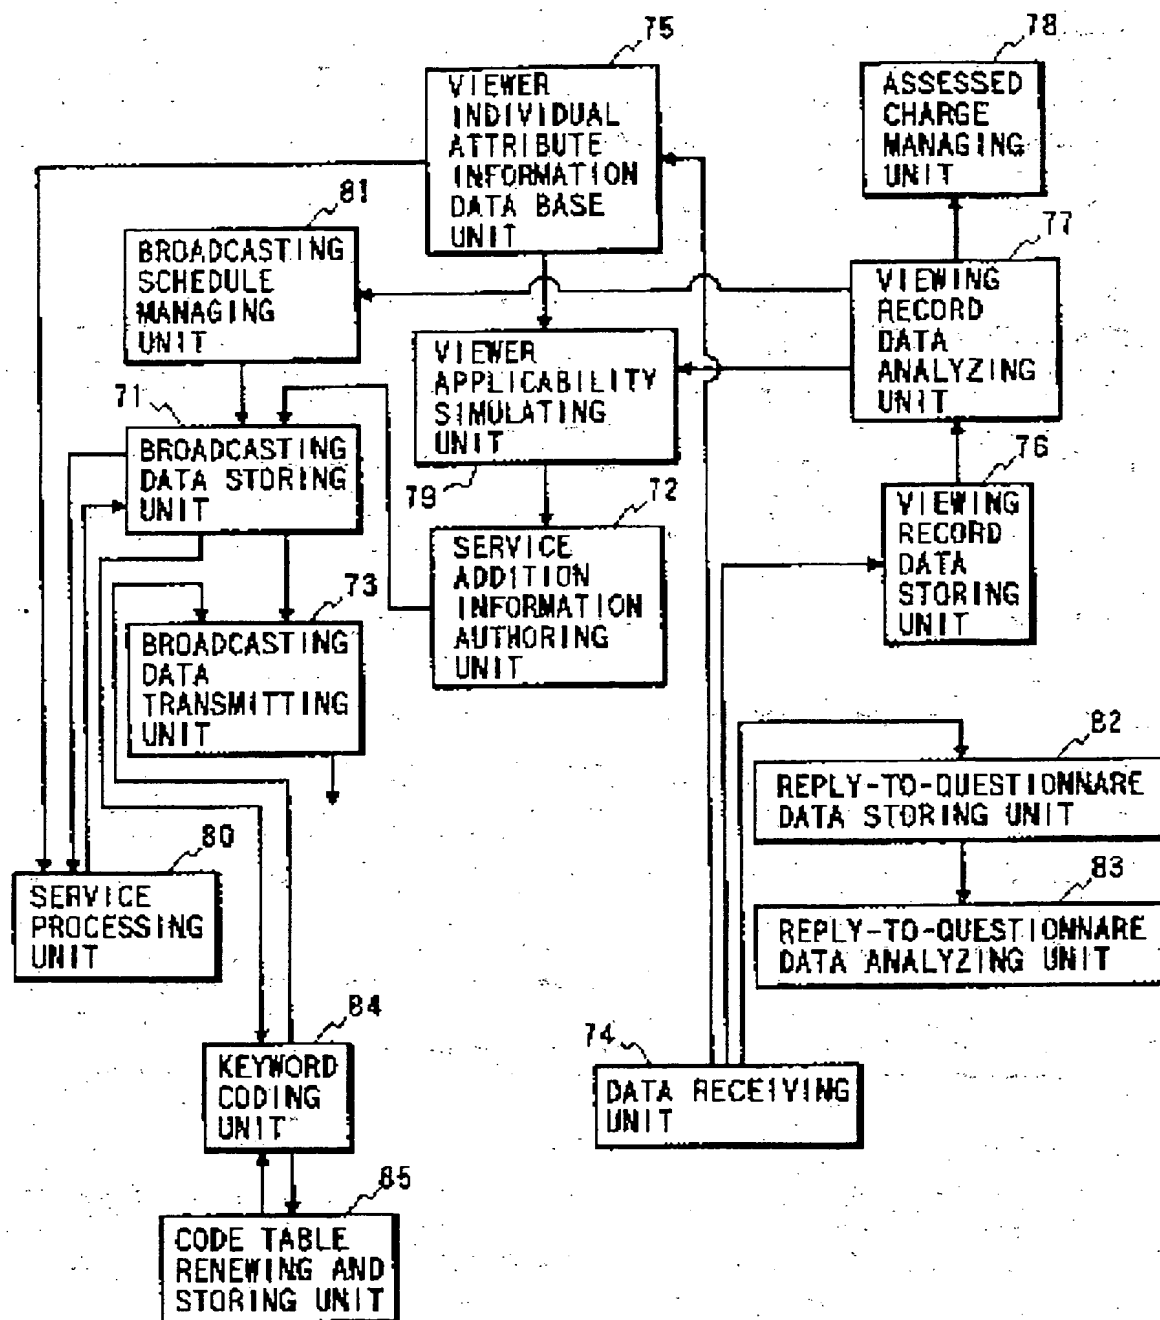 75
VIEWER
INDIVIDUAL
ATTRIBUTE
INFORMATION
DATA BASE
UNIT
78
ASSESSED
CHARGE
MANAGING
UNIT
81
BROADCASTING
SCHEDULE
MANAGING
UNIT
77
VIEWING
RECORD
DATA
ANALYZING
UNIT
VIEWER
APPLICABILITY
SIMULATING
UNIT
79
71
BROADCASTING
DATA STORING
UNIT
76
VIEWING
RECORD
DATA
STORING
UNIT
72
SERVICE
ADDITION
INFORMATION
AUTHORING
UNIT
73
BROADCASTING
DATA
TRANSMITTING
UNIT
82
REPLY-TO-QUESTIONNARE
DATA STORING UNIT
80
SERVICE
PROCESSING
UNIT
83
REPLY-TO-QUESTIONNARE
DATA ANALYZING UNIT
84
KEYWORD
CODING
UNIT
74
DATA RECEIVING
UNIT
85
CODE TABLE
RENEWING AND
STORING UNIT